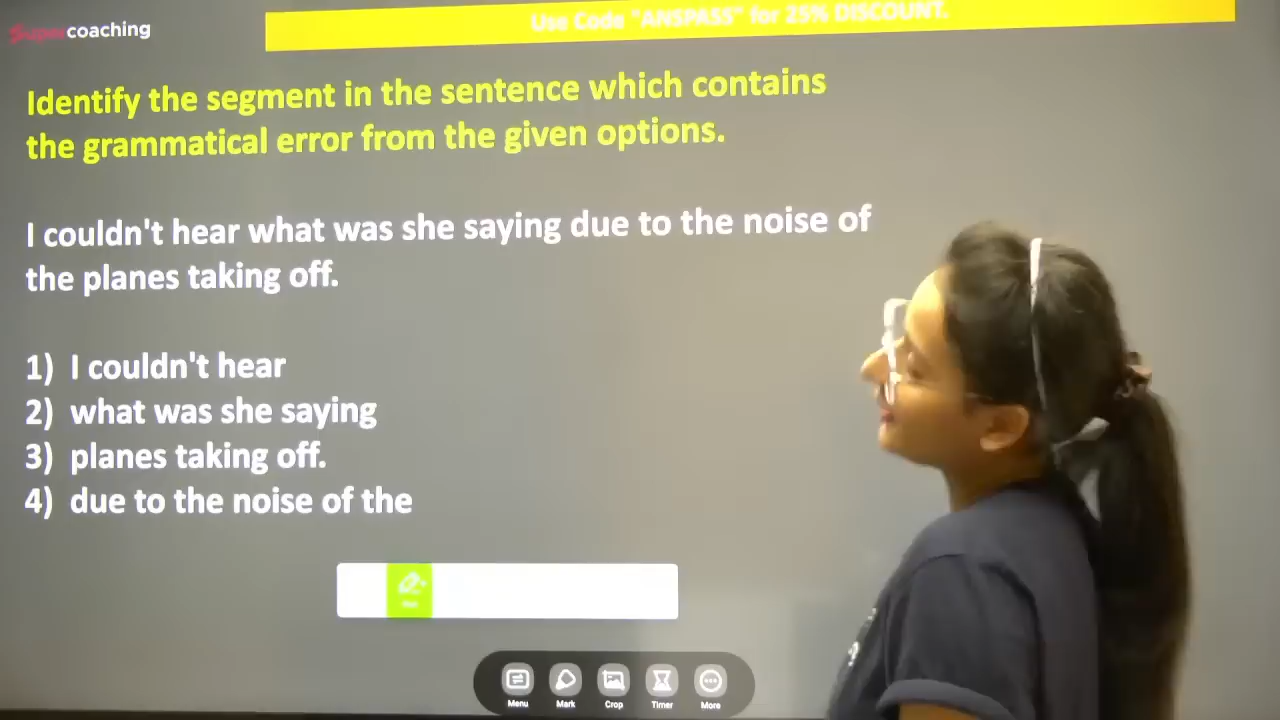 Supercoaching
Use Code "ANSPASS" for 25% DISCOUNT.
Identify the segment in the sentence which contains
the grammatical error from the given options.
I couldn't hear what was she saying due to the noise of
the planes taking off.
1) I couldn't hear
2) what was she saying
3) planes taking off.
4) due to the noise of the
Menu
Mark
Crop
Timer
More